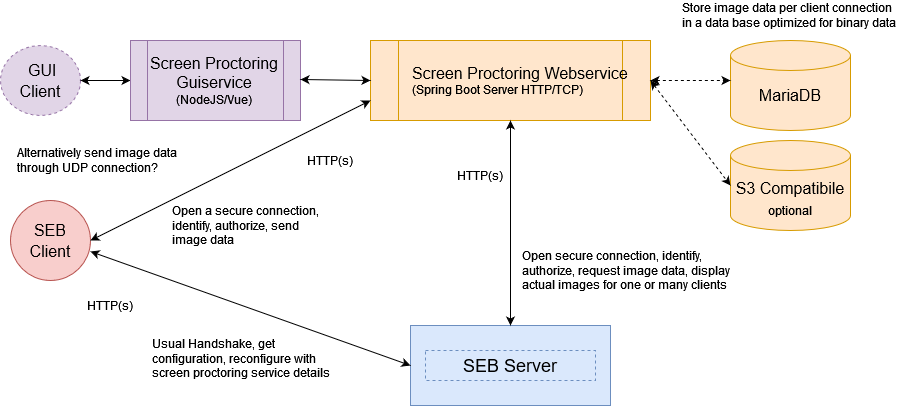 Store image data per client connection
in a data base optimized for binary data
GUI
Client
Screen Proctoring
Guiservice
(NodeJS/Vue)
Screen Proctoring Webservice
(Spring Boot Server HTTP/TCP)
MariaDB
Alternatively send image data
through UDP connection?
HTTP(s)
HTTP(s)
S3 Compatibile
optional
Open a secure connection,
identify, authorize, send
image data
SEB
Client
Open secure connection, identify,
authorize, request image data, display
actual images for one or many clients
HTTP(s)
Usual Handshake, get
configuration, reconfigure with
screen proctoring service details
SEB Server